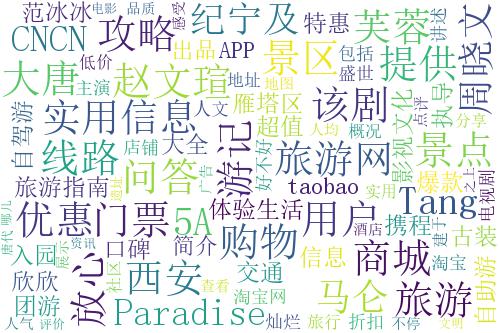 范冰冰 电影 品质 感受 纪宁及 特惠 芙蓉 讲述 周晓文
CNCN 低价 攻略 出品 APP 景区 包括 提供
大唐 主演 赵文瑄 地址 地图 盛世 执导
自驾游 实用信息 人文 雁塔区 该剧 影视文化 点评 分享
线路 店铺 大全 超值 人均 概况 景点
旅游指南 问答 游记 好不好 旅游网 爆款 之上
通址 广告 taobao 实用 Tang 电视剧
优惠门票 5A 体验生活 用户 酒店 建于
唐代 哪儿 入园 展示 资讯 放心 口碑 简介 购物 信息 携程 古装
欣欣 社区 西安 交通 商城 淘宝 自助游
团游 查看 淘宝网 马仑 旅游
人气 评价 Paradise 灿烂 旅行 折扣 不停 文明